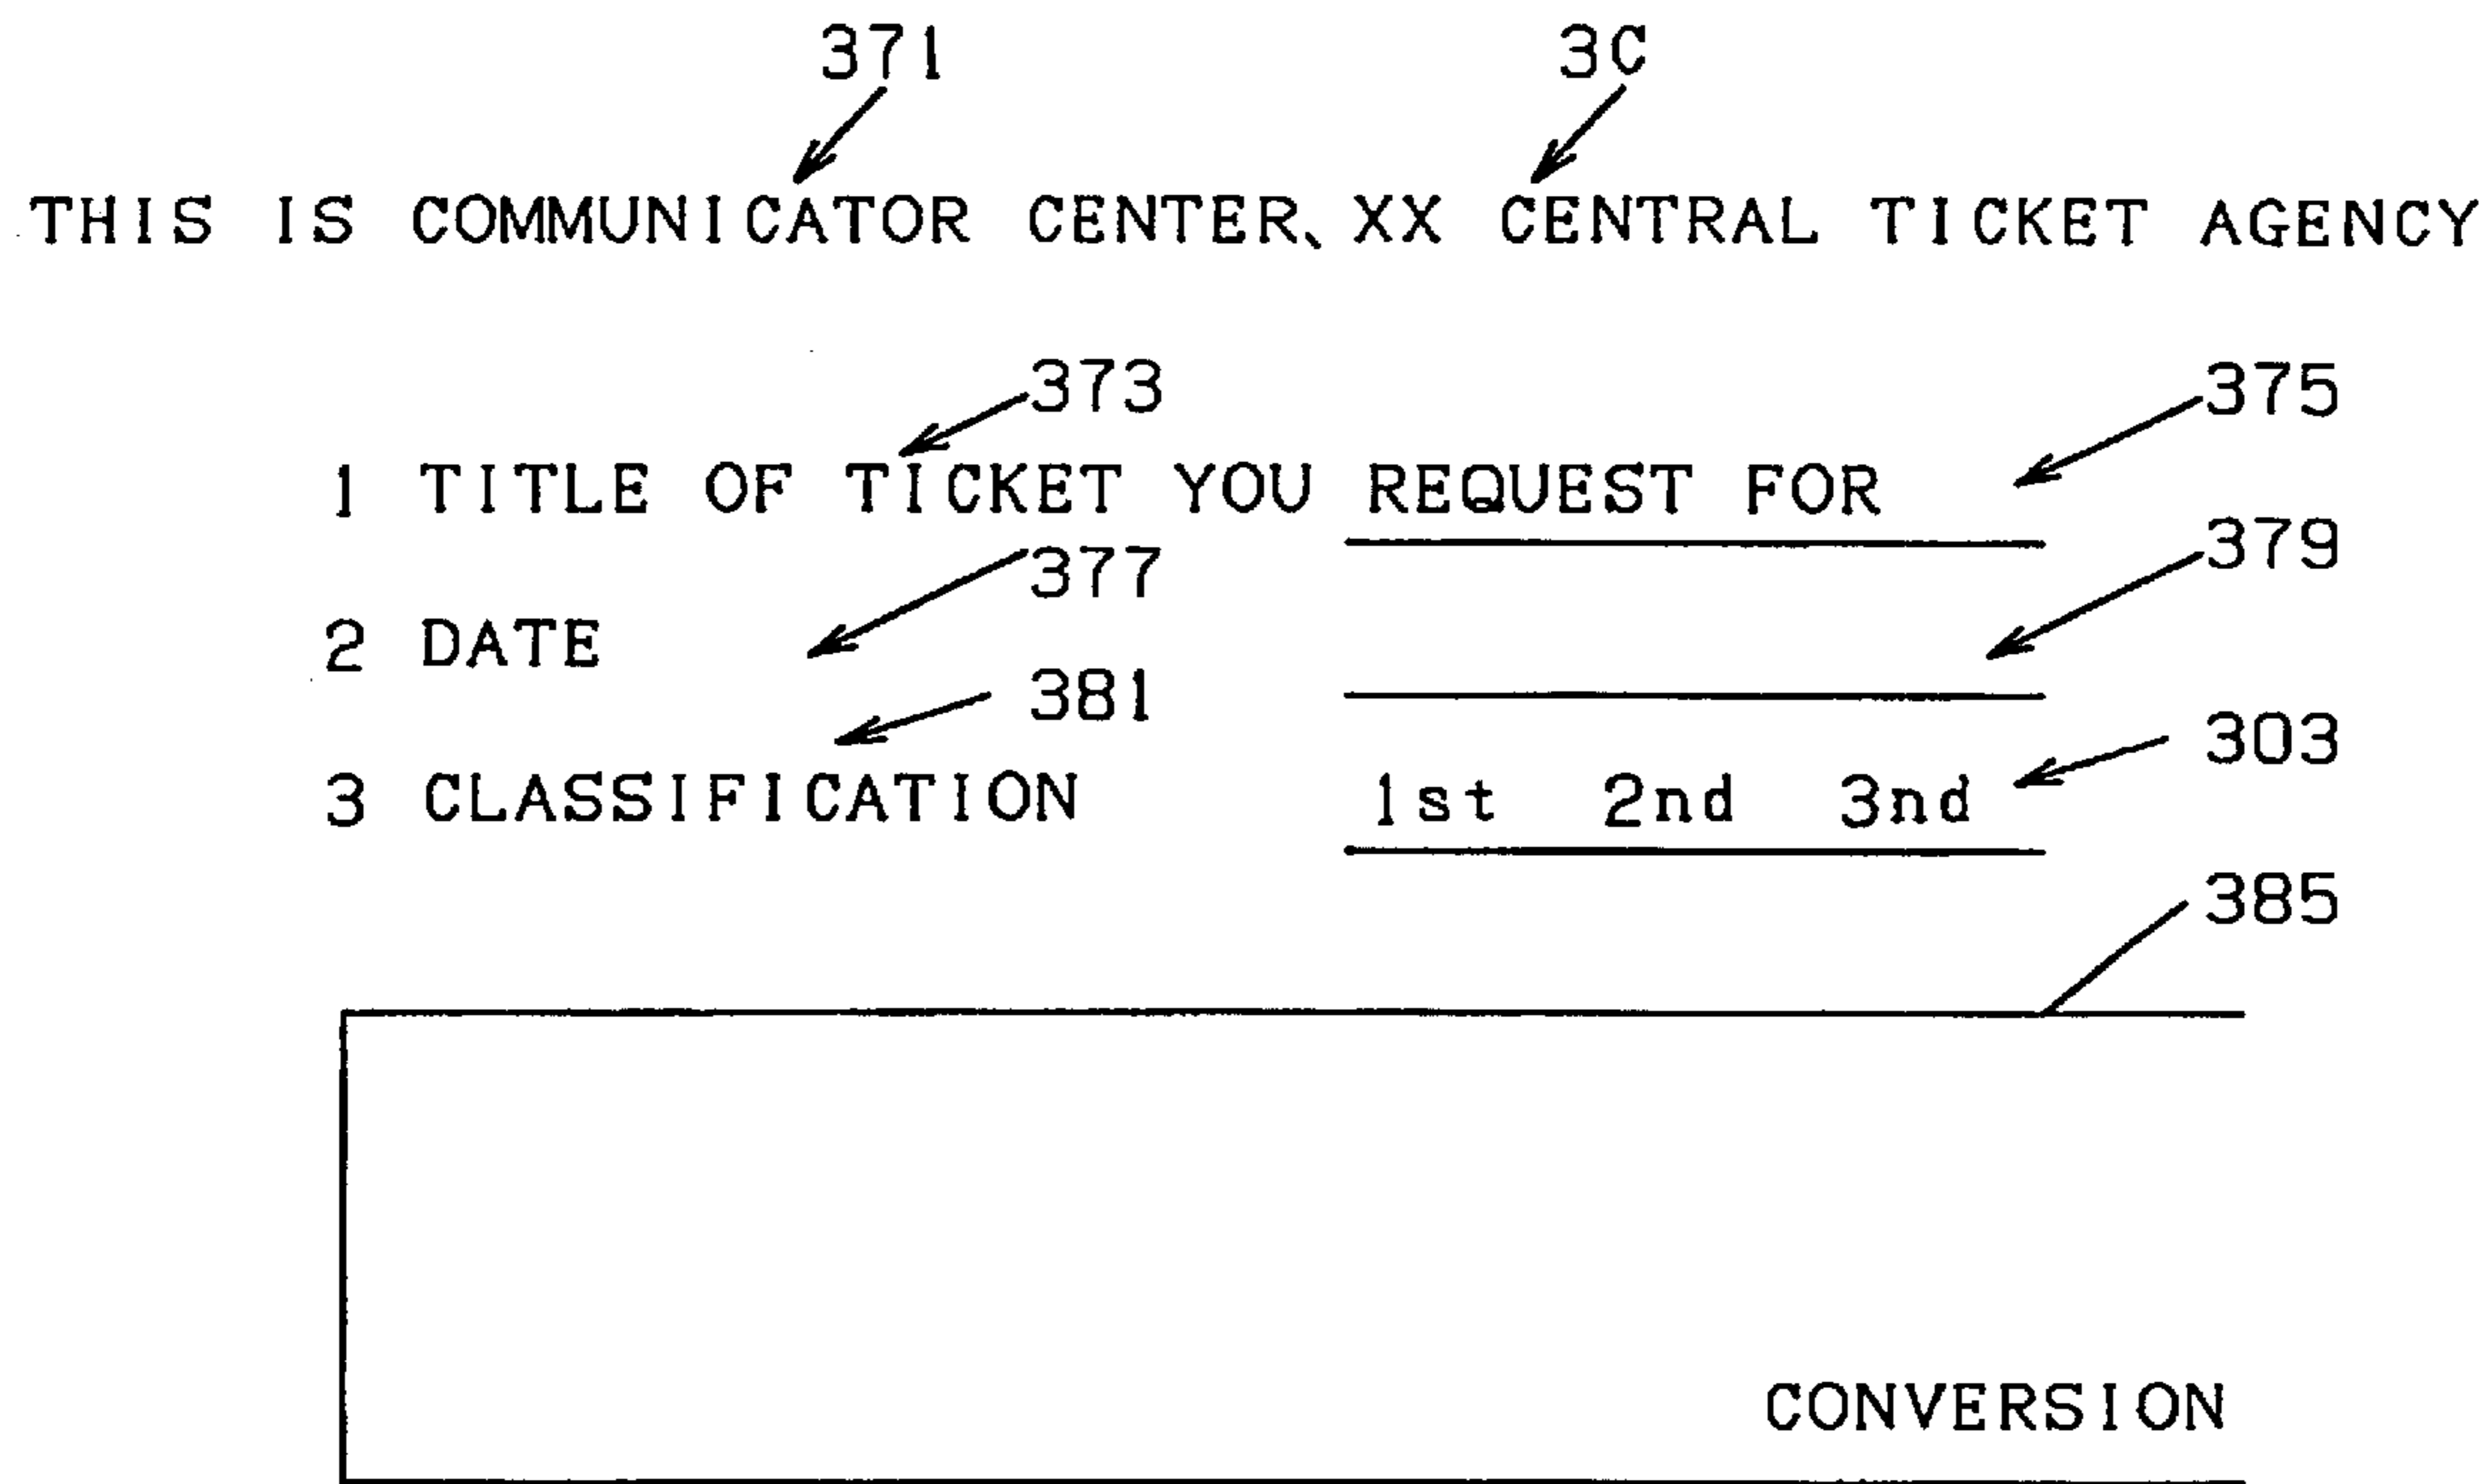 371 3C
THIS IS COMMUNICATOR CENTER、XX CENTRAL TICKET AGENCY
373 375
1 TITLE OF TICKET YOU REQUEST FOR
377 379
2 DATE
381 303
3 CLASSIFICATION 1st 2nd 3nd
385
CONVERSION